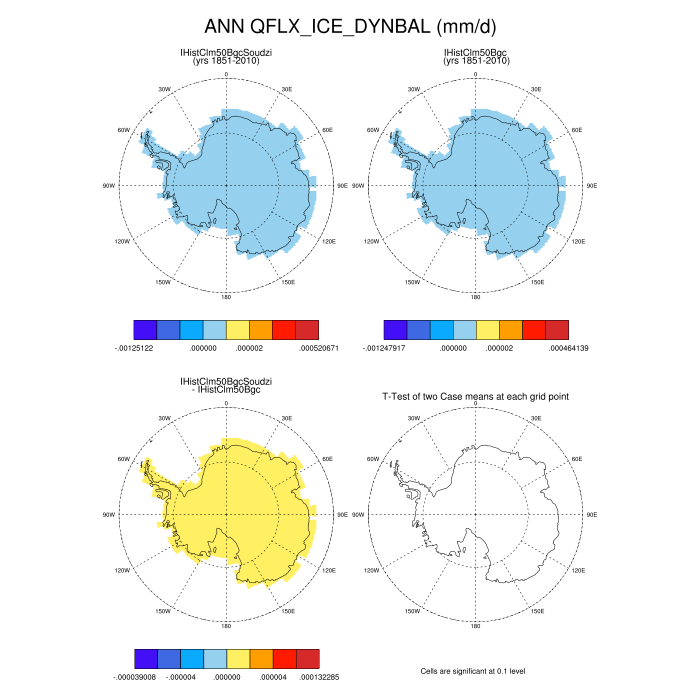 ANN QFLX_ICE_DYNBAL (mm/d)
IHistClm50BgcSoudzi
(yrs 1851-2010)
IHistClm50Bgc
(yrs 1851-2010)
0
30W 30E
60W 60E
90W 90E
120W 120E
150W 150E
180
0
30W 30E
60W 60E
90W 90E
120W 120E
150W 150E
180
-.00125122 .000000 .000002 .000520671
-.001247917 .000000 .000002 .000464139
IHistClm50BgcSoudzi
- IHistClm50Bgc
T-Test of two Case means at each grid point
0
30W 30E
60W 60E
90W 90E
120W 120E
150W 150E
180
0
30W 30E
60W 60E
90W 90E
120W 120E
150W 150E
180
-.000039008 -.000004 .000000 .000004 .000132285
Cells are significant at 0.1 level